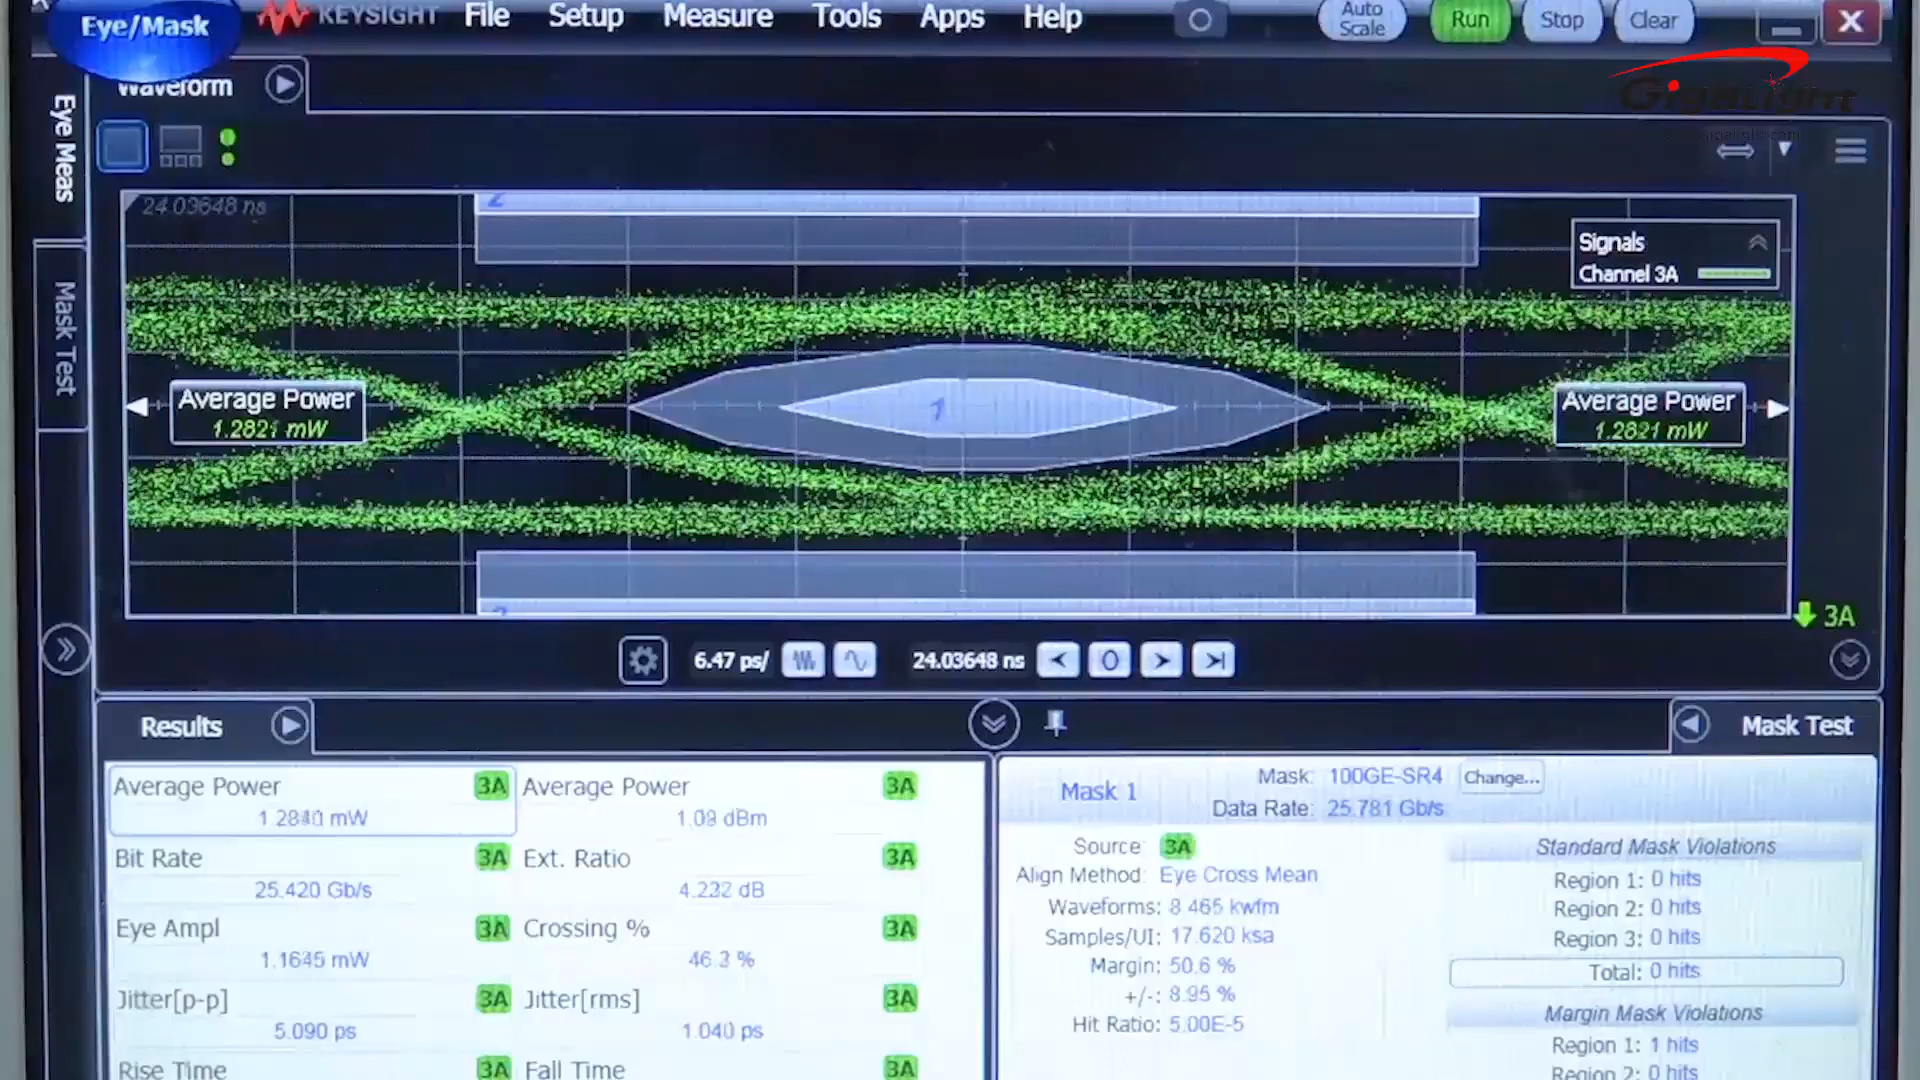 Eye/Mask
KEYSIGHT
File Setup Measure Tools Apps Help
Auto Scale
Run
Stop
Clear
Waveform
GIGALIGHT
Eye Meas
Mask Test
24.03648 ns
2
Signals
Channel 3A
Average Power
1.2821 mW
1
Average Power
1.2821 mW
3A
6.47 ps/
24.03648 ns
0
Results
Mask Test
Average Power 3A
Average Power 3A
1.09 dBm
Bit Rate 3A
25.420 Gb/s
Ext. Ratio 3A
4.232 dB
Eye Ampl 3A
1.1645 mW
Crossing % 3A
46.3 %
Jitter[p-p] 3A
5.090 ps
Jitter[rms] 3A
1.040 ps
Rise Time 3A
Fall Time 3A
Mask 1
Mask: 100GE-SR4
Change...
Data Rate: 25.781 Gb/s
Source: 3A
Align Method: Eye Cross Mean
Waveforms: 8.465 kwfm
Samples/UI: 17.620 ksa
Margin: 50.6 %
+/-: 8.95 %
Hit Ratio: 5.00E-5
Standard Mask Violations
Region 1: 0 hits
Region 2: 0 hits
Region 3: 0 hits
Total: 0 hits
Margin Mask Violations
Region 1: 1 hits
Region 2: 0 hits